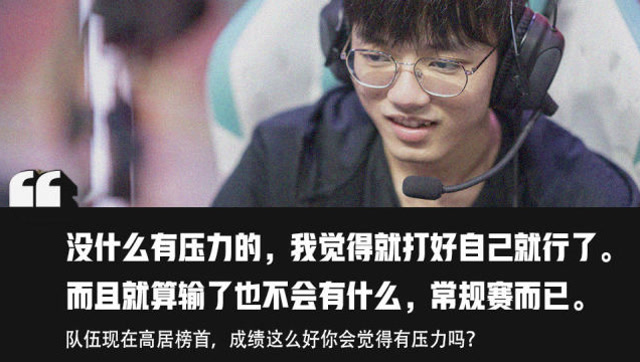 没什么有压力的，我觉得就打好自己就行了。
而且就算输了也不会有什么，常规赛而已。
队伍现在高居榜首，成绩这么好你会觉得有压力吗？